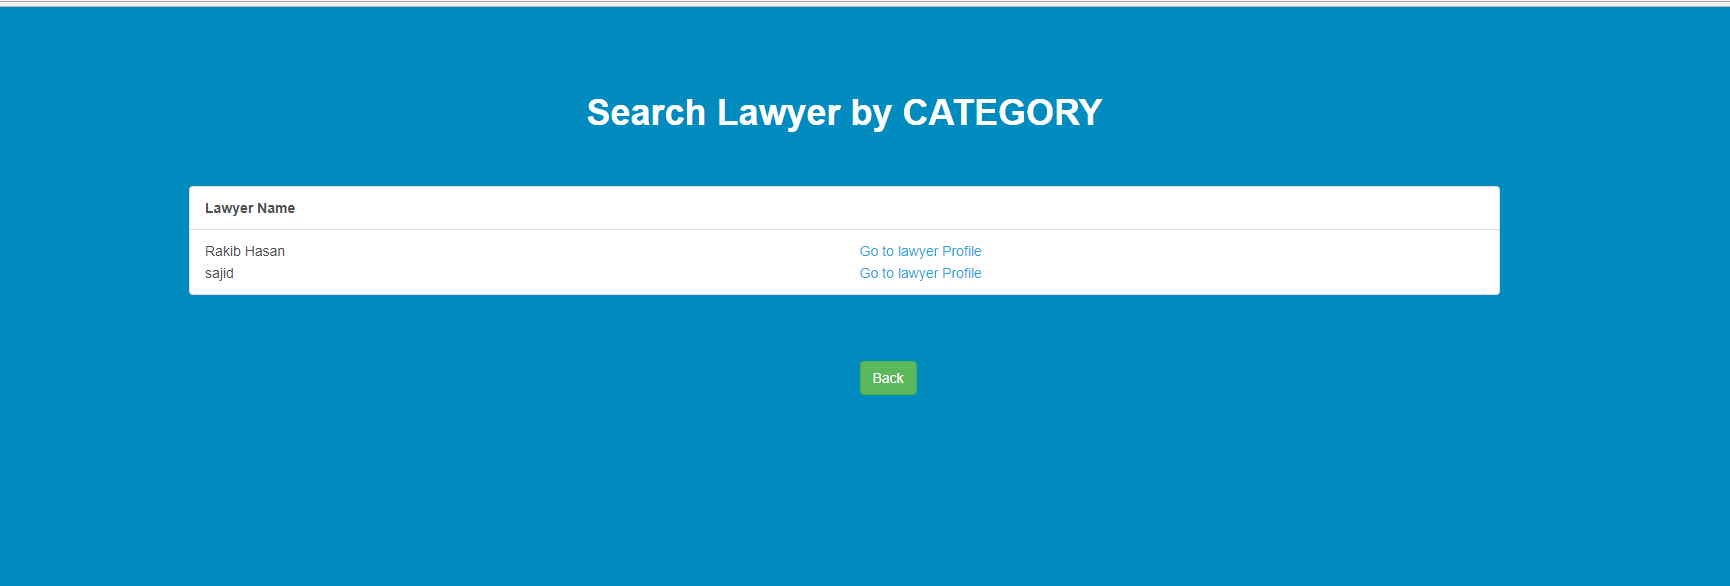 Search Lawyer by CATEGORY
Lawyer Name
Rakib Hasan Go to lawyer Profile
sajid Go to lawyer Profile
Back